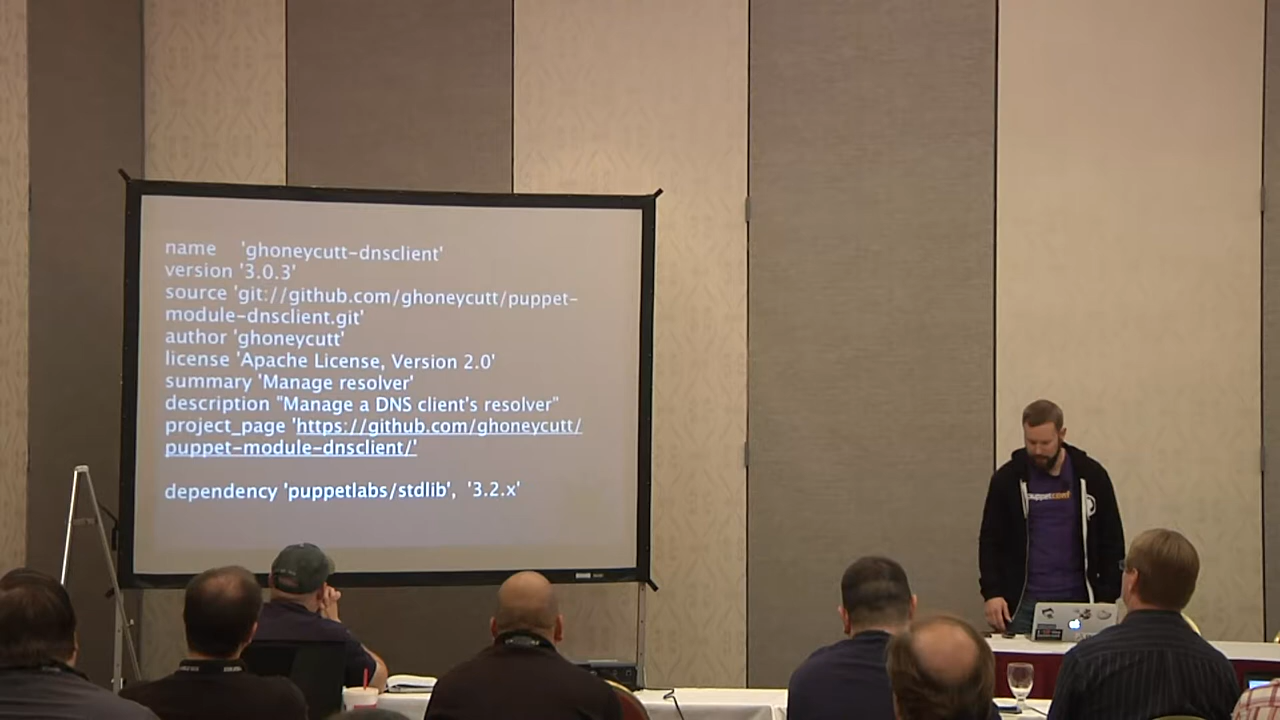 name 'ghoneycutt-dnsclient'
version '3.0.3'
source 'git://github.com/ghoneycutt/puppet-
module-dnsclient.git'
author 'ghoneycutt'
license 'Apache License, Version 2.0'
summary 'Manage resolver'
description "Manage a DNS client's resolver"
project_page 'https://github.com/ghoneycutt/
puppet-module-dnsclient/'
dependency 'puppetlabs/stdlib', '3.2.x'
puppetconf